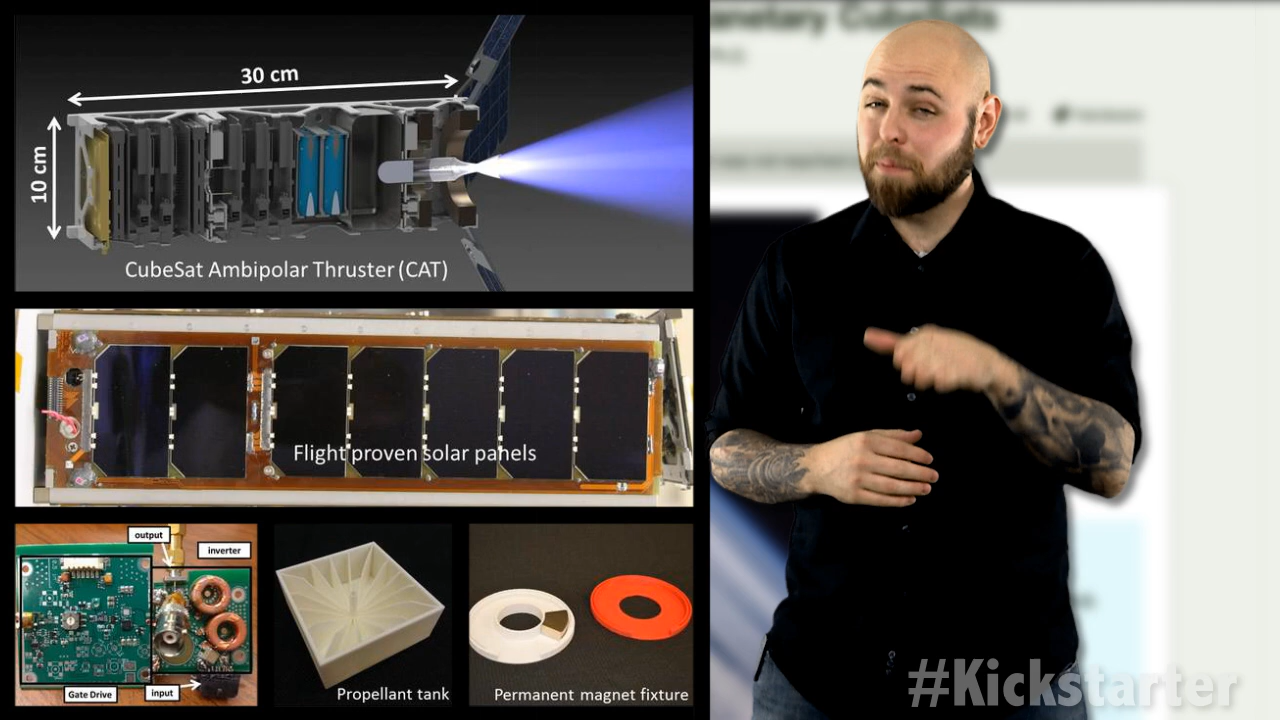 30 cm
10 cm
CubeSat Ambipolar Thruster (CAT)
Flight proven solar panels
output
inverter
Gate Drive
input
Propellant tank
Permanent magnet fixture
CubeSats
#Kickstarter